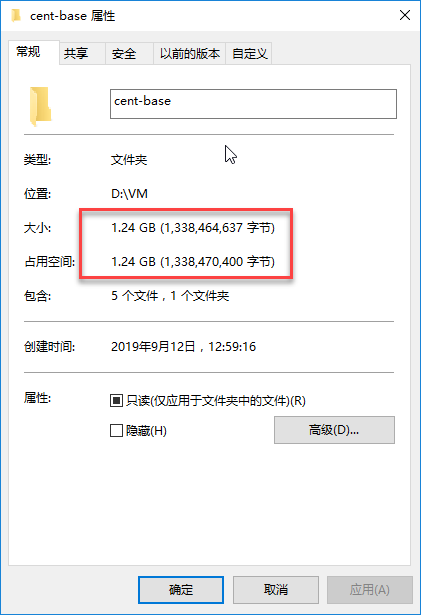 cent-base 属性
常规 共享 安全 以前的版本 自定义
cent-base
类型: 文件夹
位置: D:\VM
大小: 1.24 GB (1,338,464,637 字节)
占用空间: 1.24 GB (1,338,470,400 字节)
包含: 5 个文件，1 个文件夹
创建时间: 2019年9月12日，12:59:16
属性: 只读(仅应用于文件夹中的文件)(R)
隐藏(H) 高级(D)...
确定 取消 应用(A)